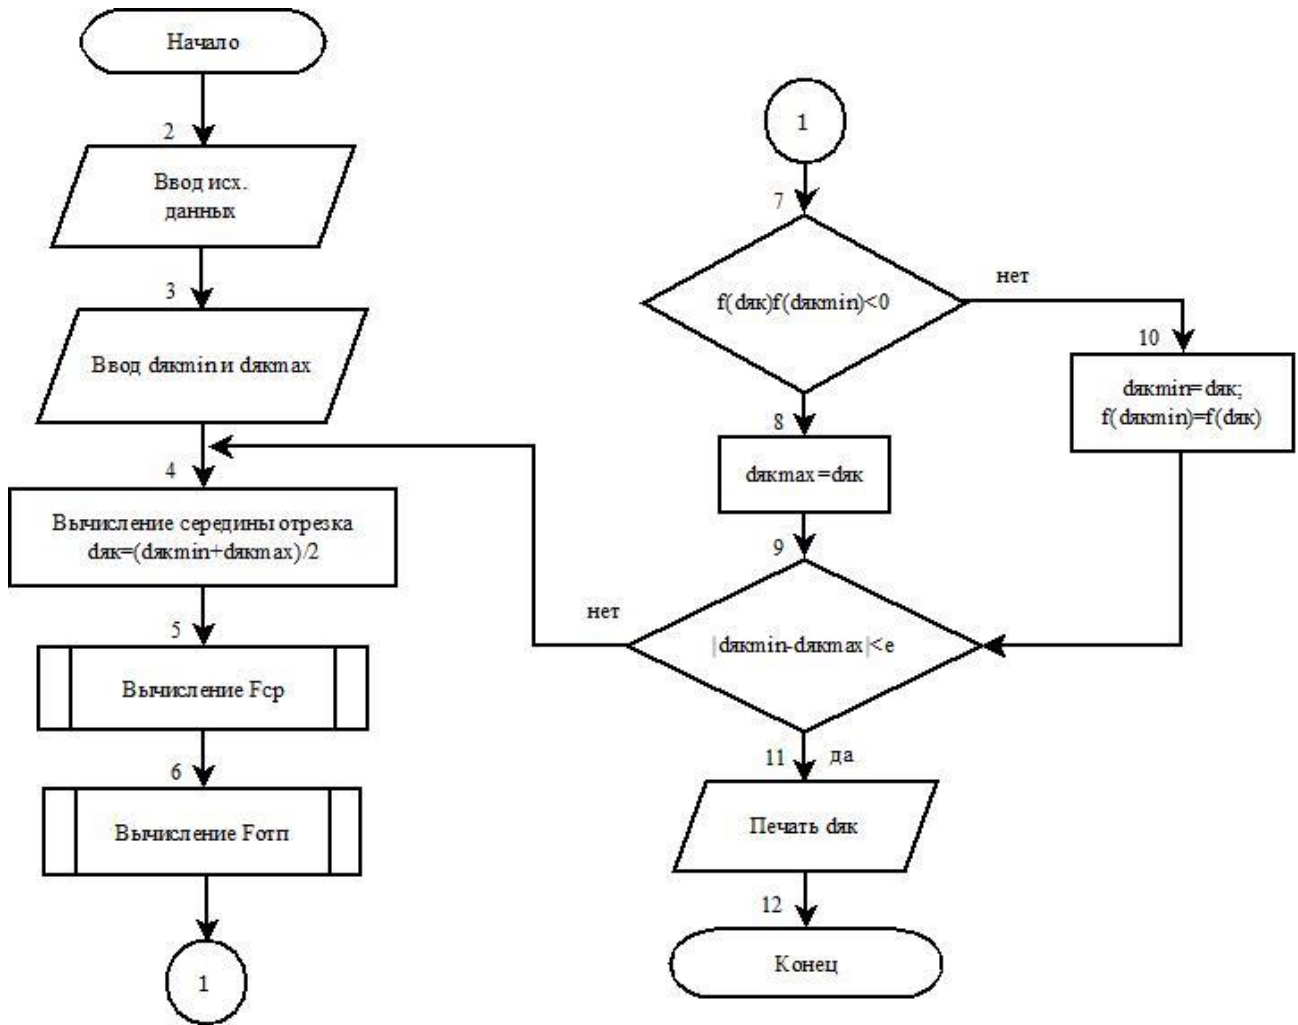 Начало
2
Ввод исх.
данных
3
Ввод dякmin и dякmax
4
Вычисление середины отрезка
dяк=(dякmin+dякmax)/2
5
Вычисление Fср
6
Вычисление Fотп
1
1
7
f(dяк)f(dякmin)<0
нет
10
dякmin=dяк;
f(dякmin)=f(dяк)
8
dякmax=dяк
9
|dякmin-dякmax|<e
нет
11
да
Печать dяк
12
Конец